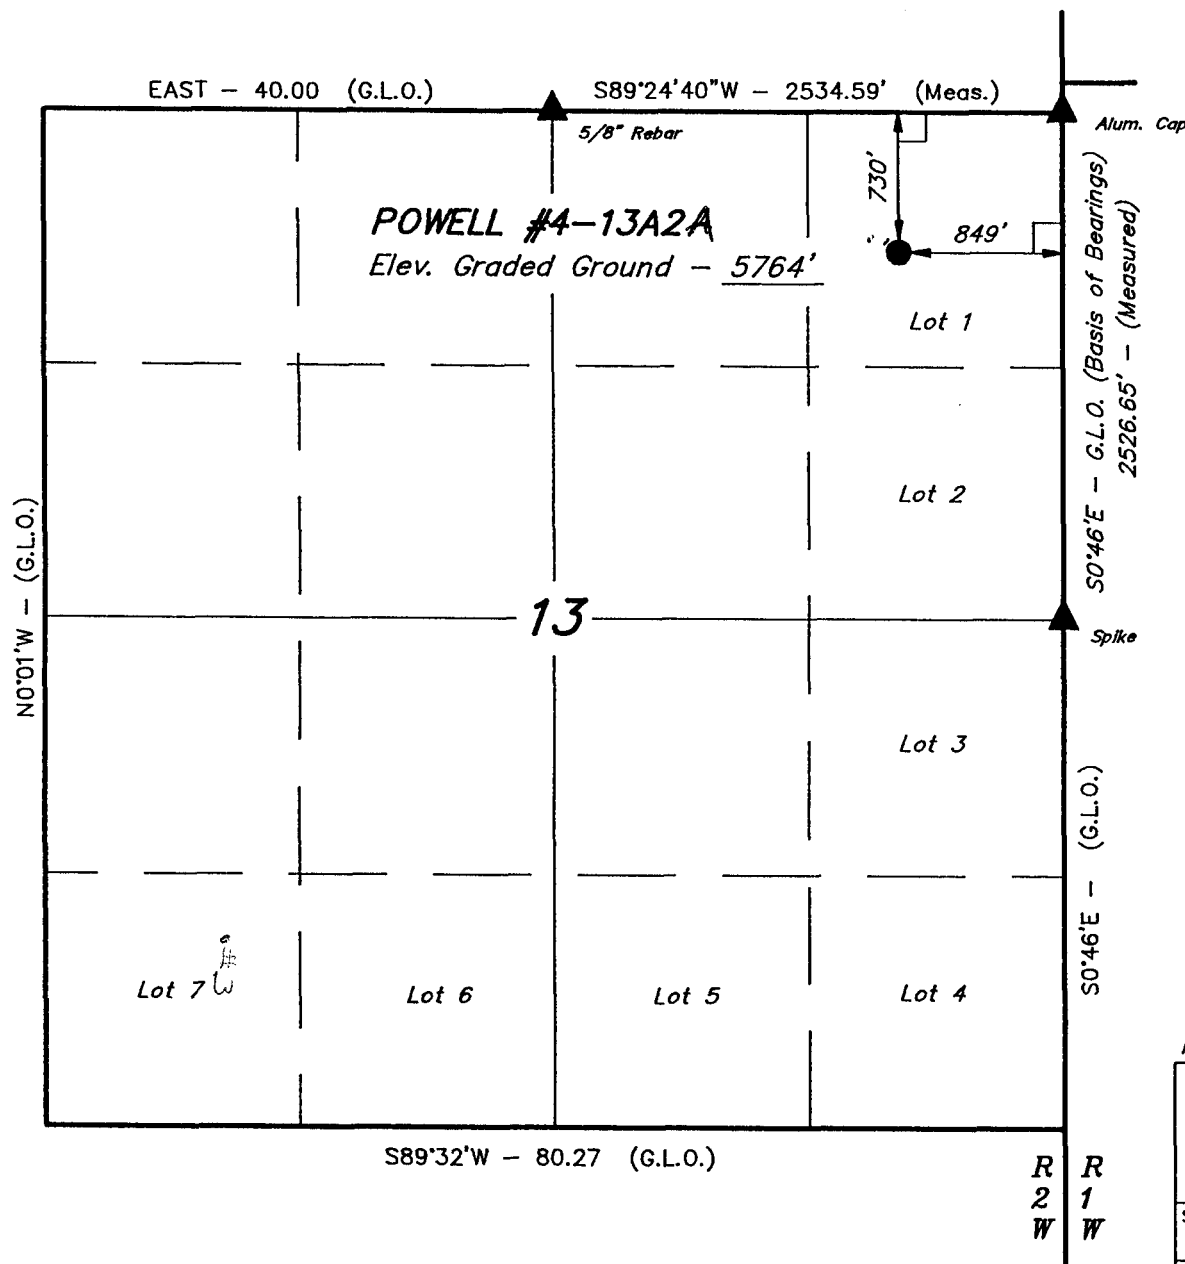 EAST - 40.00 (G.L.O.)
S89°24'40"W - 2534.59' (Meas.)
5/8" Rebar
Alum. Cap
730'
849'
POWELL #4-13A2A
Elev. Graded Ground - 5764'
Lot 1
S0°46'E - G.L.O. (Basis of Bearings)
2526.65' - (Measured)
Lot 2
N0°01'W - (G.L.O.)
13
Spike
Lot 3
S0°46'E - (G.L.O.)
Lot 7
Lot 6
Lot 5
Lot 4
S89°32'W - 80.27 (G.L.O.)
R R
2 1
W W